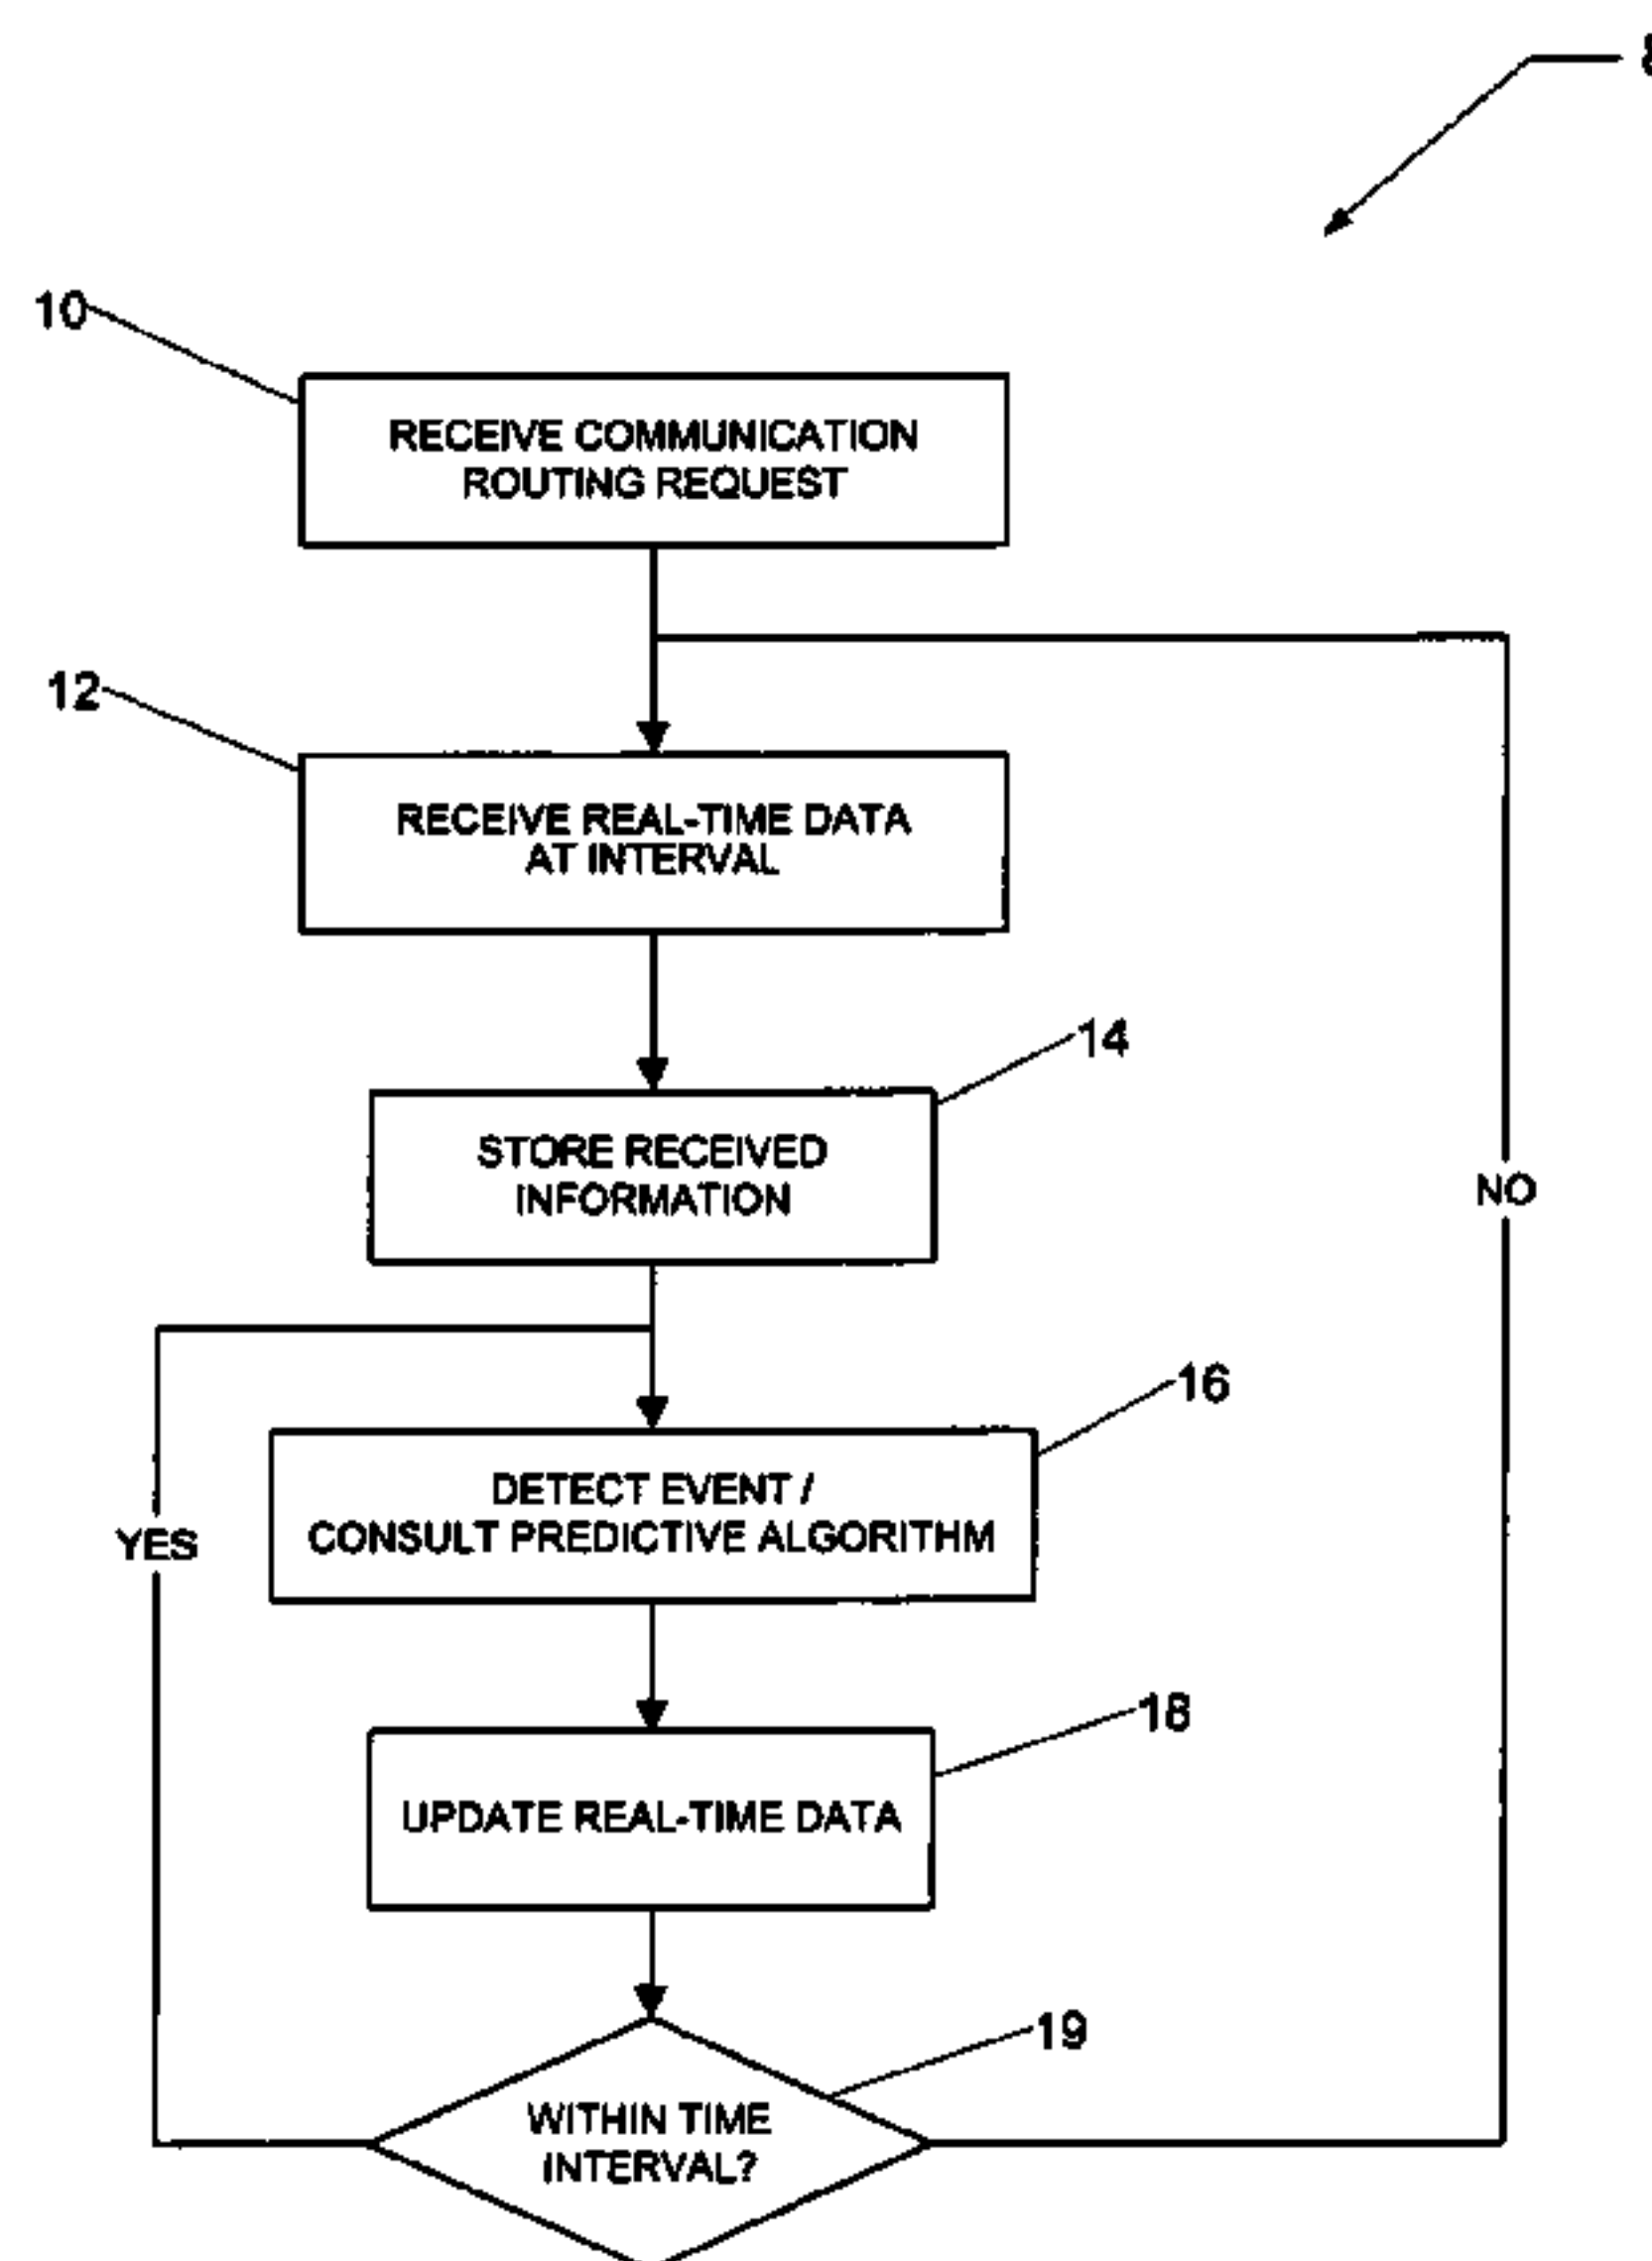 8
10
RECEIVE COMMUNICATION
ROUTING REQUEST
12
RECEIVE REAL-TIME DATA
AT INTERVAL
14
STORE RECEIVED
INFORMATION
NO
16
DETECT EVENT /
CONSULT PREDICTIVE ALGORITHM
YES
18
UPDATE REAL-TIME DATA
19
WITHIN TIME
INTERVAL?